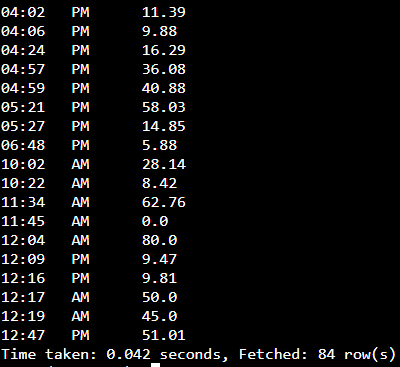 04:02 PM 11.39
04:06 PM 9.88
04:24 PM 16.29
04:57 PM 36.08
04:59 PM 40.88
05:21 PM 58.03
05:27 PM 14.85
06:48 PM 5.88
10:02 AM 28.14
10:22 AM 8.42
11:34 AM 62.76
11:45 AM 0.0
12:04 AM 80.0
12:09 PM 9.47
12:16 PM 9.81
12:17 AM 50.0
12:19 AM 45.0
12:47 PM 51.01
Time taken: 0.042 seconds, Fetched: 84 row(s)